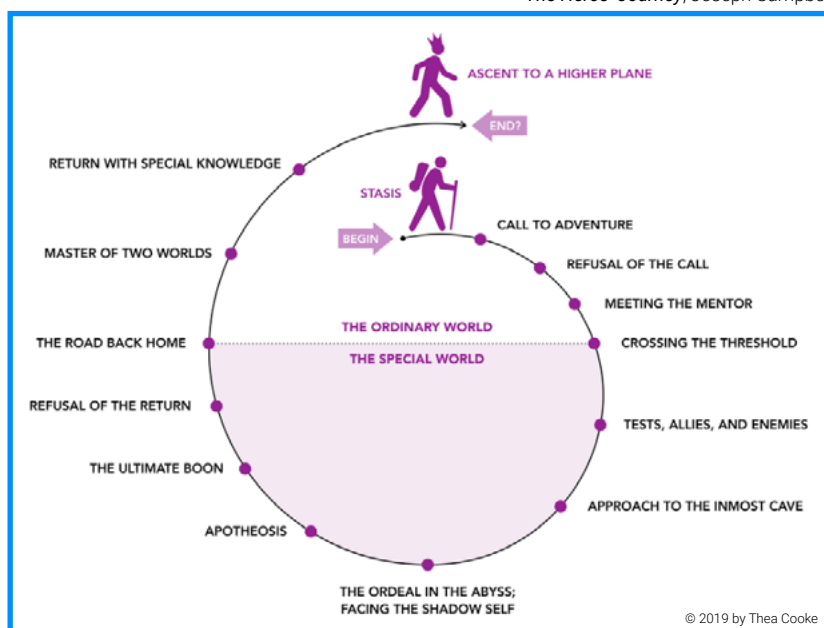 The Journey, Joseph
ASCENT TO A HIGHER PLANE
END?
RETURN WITH SPECIAL KNOWLEDGE
STASIS
BEGIN
CALL TO ADVENTURE
REFUSAL OF THE CALL
MEETING THE MENTOR
CROSSING THE THRESHOLD
THE ORDINARY WORLD
THE SPECIAL WORLD
TESTS, ALLIES, AND ENEMIES
APPROACH TO THE INMOST CAVE
THE ORDEAL IN THE ABYSS;
FACING THE SHADOW SELF
APOTHEOSIS
THE ULTIMATE BOON
REFUSAL OF THE RETURN
THE ROAD BACK HOME
MASTER OF TWO WORLDS
© 2019 by Thea Cooke